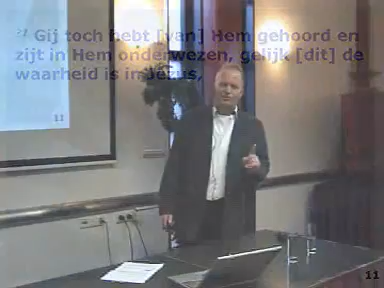 21 Gij toch hebt [van] Hem gehoord en
zijt in Hem onderwezen, gelijk [dit] de
waarheid is in Jezus,
11
11